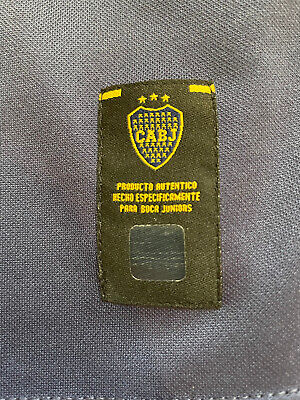 CABJ
PRODUCTO AUTENTICO
HECHO ESPECIFICAMENTE
PARA BOCA JUNIORS